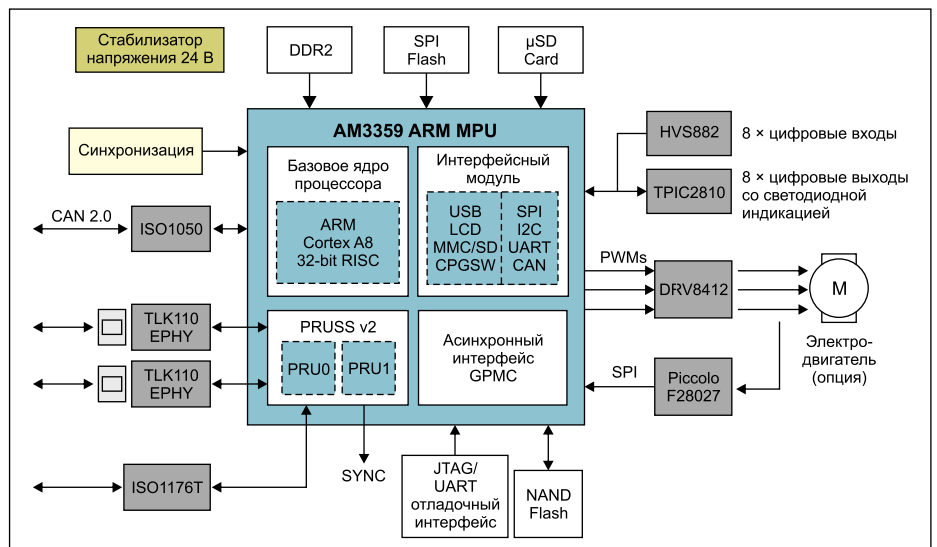 Стабилизатор
напряжения 24 В
DDR2
SPI
Flash
µSD
Card
AM3359 ARM MPU
Синхронизация
Базовое ядро
процессора
ARM
Cortex A8
32-bit RISC
Интерфейсный
модуль
USB
LCD
MMC/SD
CPGSW
SPI
I2C
UART
CAN
HVS882
8 × цифровые входы
TPIC2810
8 × цифровые выходы
со светодиодной
индикацией
CAN 2.0
ISO1050
PWMs
DRV8412
M
Электро-
двигатель
(опция)
TLK110
EPHY
TLK110
EPHY
PRUSS v2
PRU0
PRU1
Асинхронный
интерфейс
GPMC
SPI
Piccolo
F28027
ISO1176T
SYNC
JTAG/
UART
отладочный
интерфейс
NAND
Flash